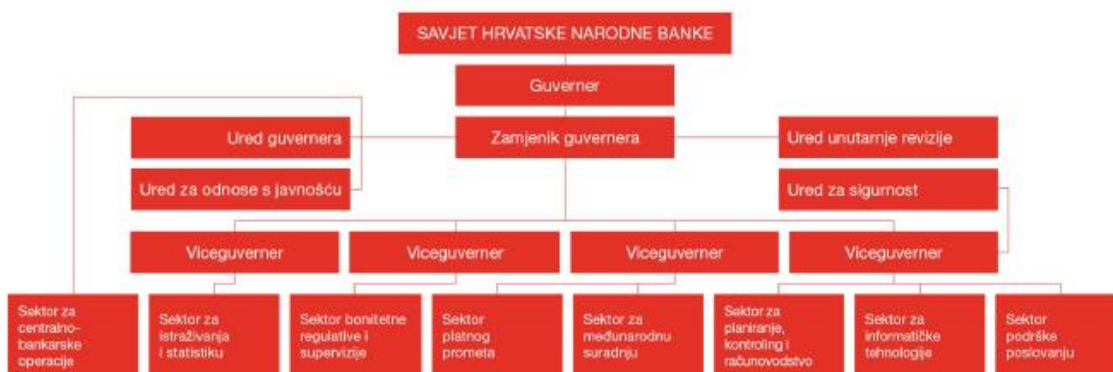 SAVJET HRVATSKE NARODNE BANKE
Guverner
Ured guvernera
Zamjenik guvernera
Ured unutarnje revizije
Ured za odnose s javnošću
Ured za sigurnost
Viceguverner
Viceguverner
Viceguverner
Viceguverner
Sektor za
centralno-
bankarske
operacije
Sektor za
istraživanja
i statistiku
Sektor bonitetne
regulative i
supervizije
Sektor
platnog
prometa
Sektor za
međunarodnu
suradnju
Sektor za
planiranje,
kontroling i
računovodstvo
Sektor za
informatičke
tehnologije
Sektor
podrške
poslovanju